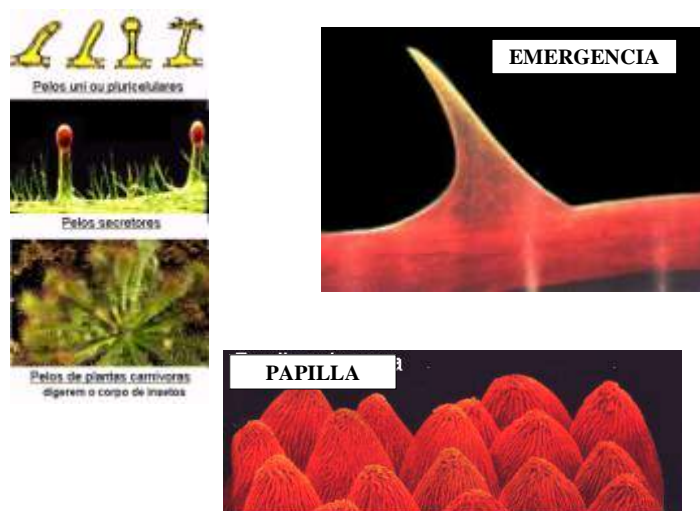 Pelos uni ou pluricelulares
Pelos secretores
Pelos de plantas carnívoras
digerem o corpo de insetos
EMERGENCIA
PAPILLA